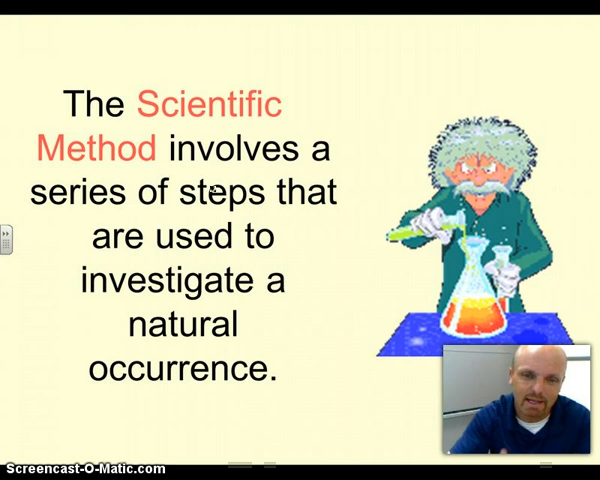 The Scientific
Method involves a
series of steps that
are used to
investigate a
natural
occurrence.
Screencast-O-Matic.com